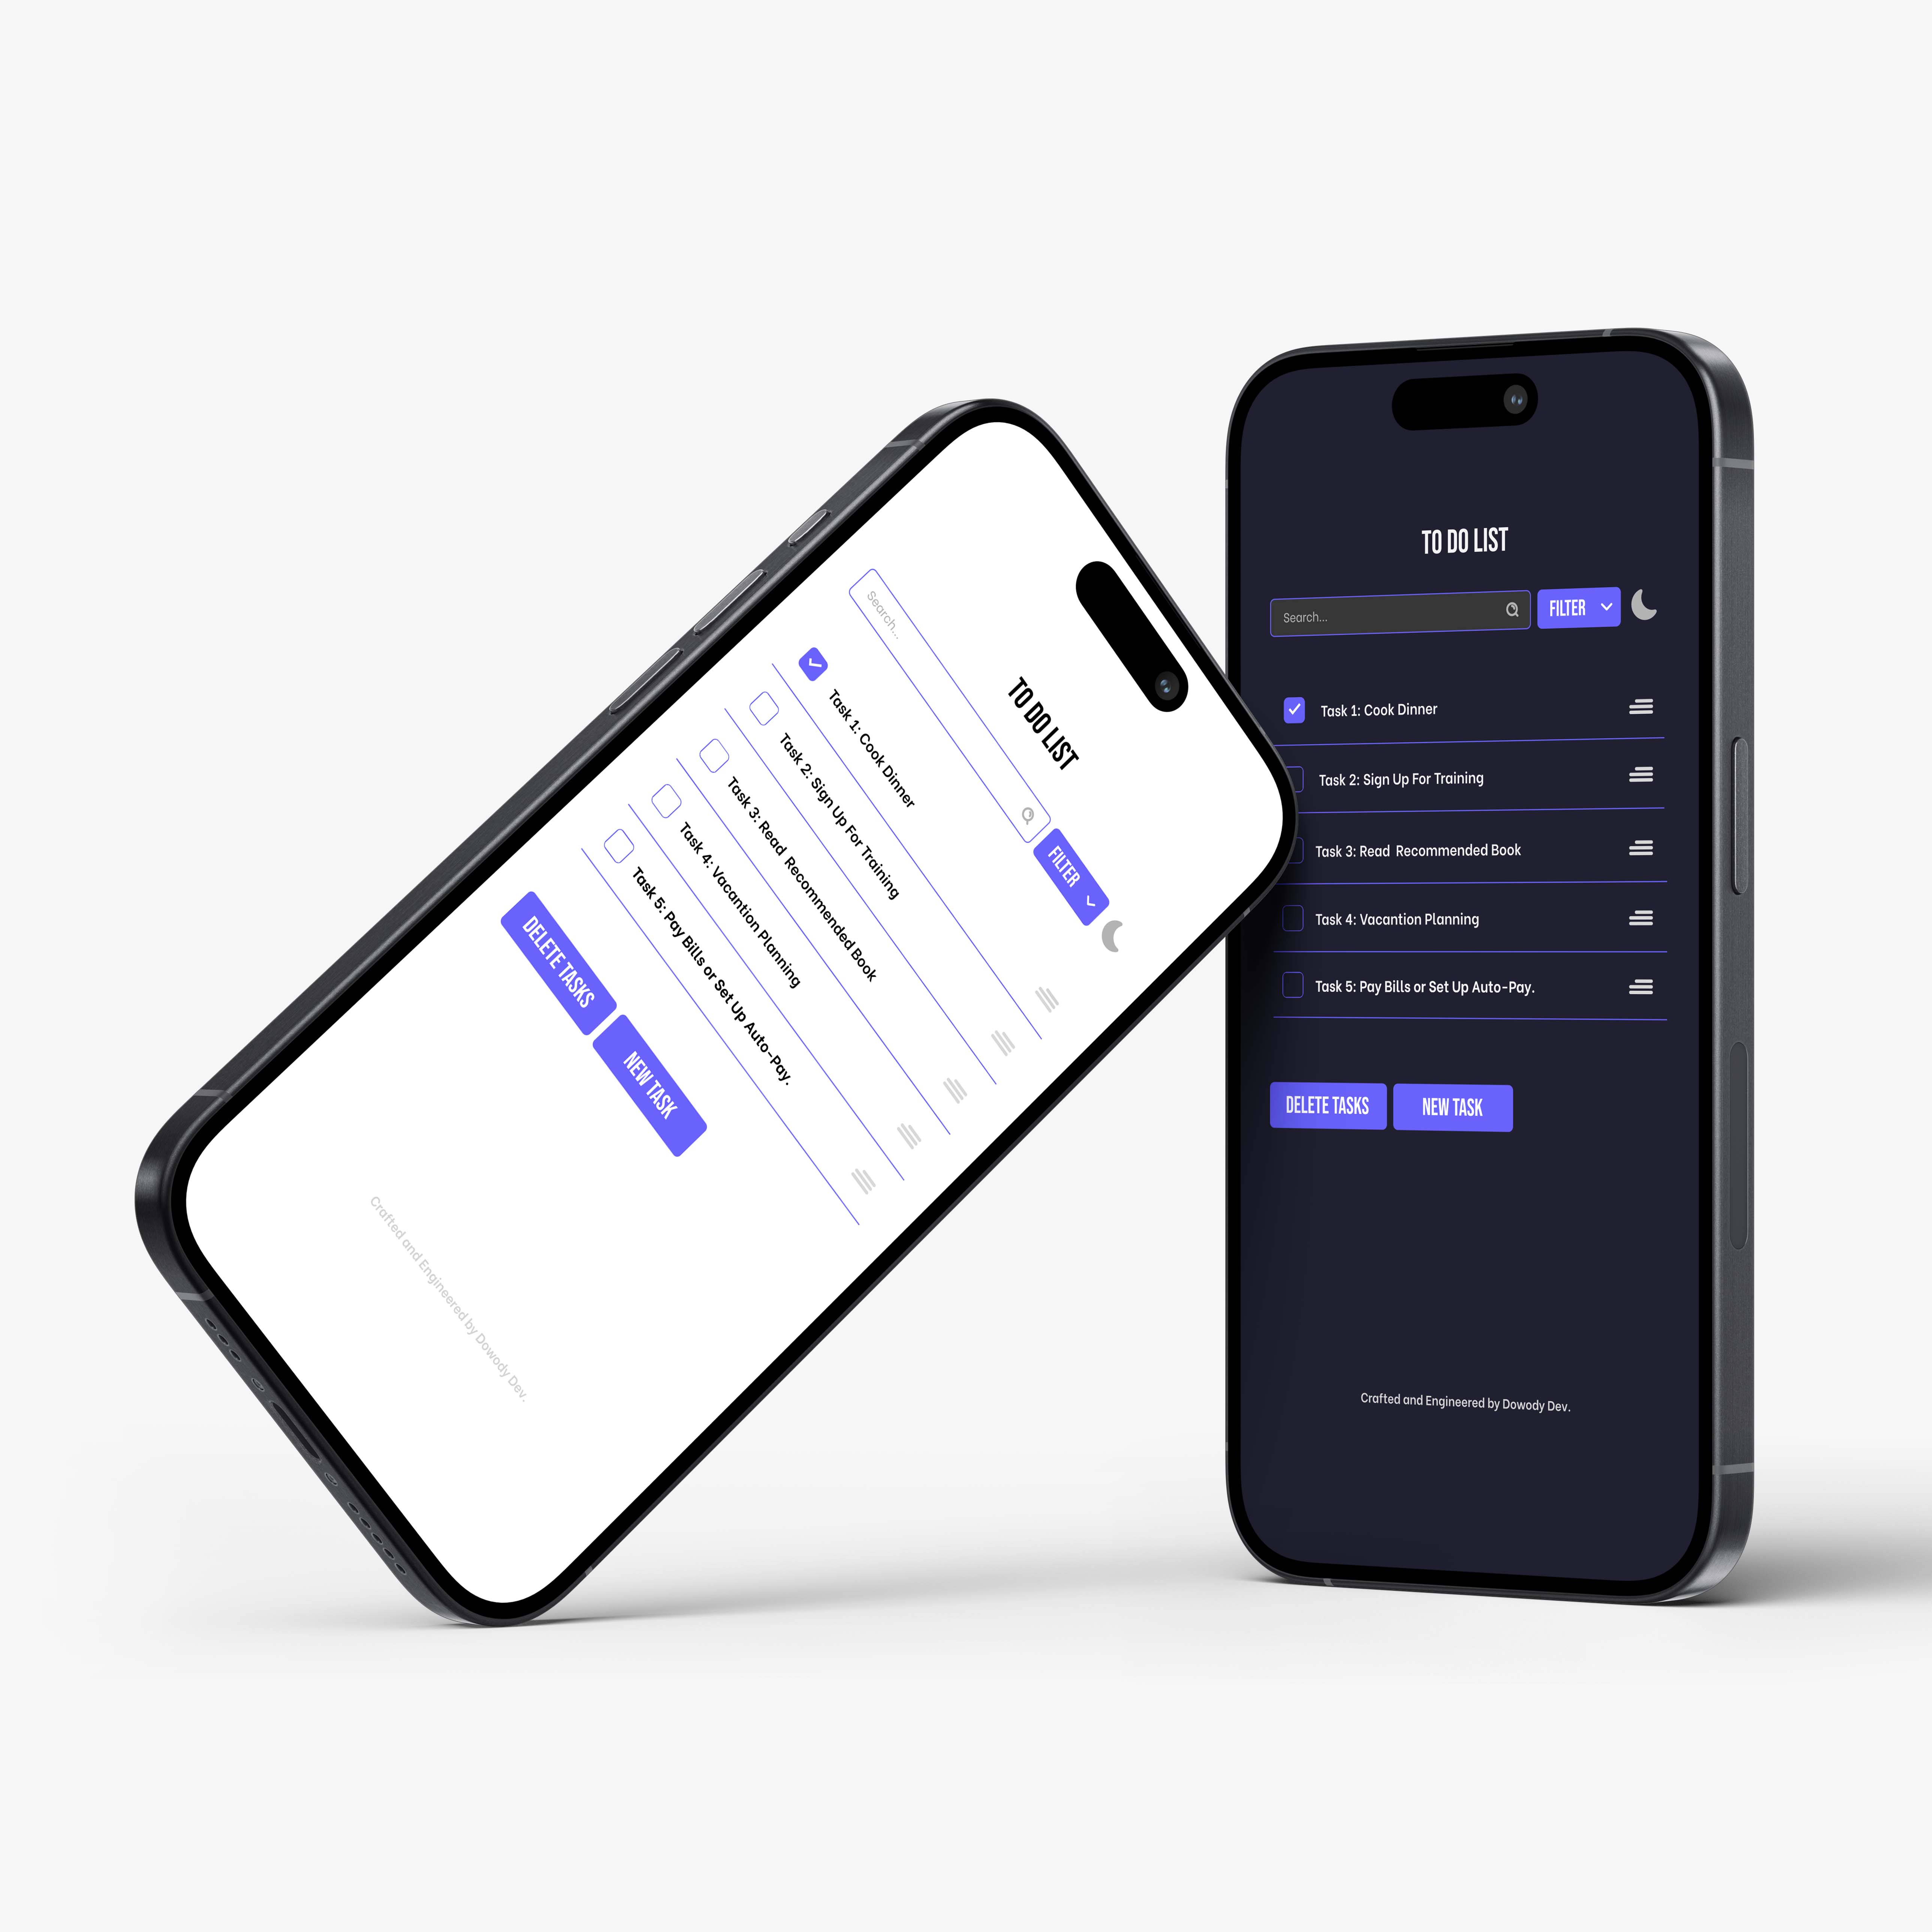 TO DO LIST
Search...
FILTER
Task 1: Cook Dinner
Task 2: Sign Up For Training
Task 3: Read  Recommended Book
Task 4: Vacantion Planning
Task 5: Pay Bills or Set Up Auto-Pay.
DELETE TASKS NEW TASK
Crafted and Engineered by Dowody Dev.
TO DO LIST
Search...
FILTER
Task 1: Cook Dinner
Task 2: Sign Up For Training
Task 3: Read  Recommended Book
Task 4: Vacantion Planning
Task 5: Pay Bills or Set Up Auto-Pay.
DELETE TASKS NEW TASK
Crafted and Engineered by Dowody Dev.